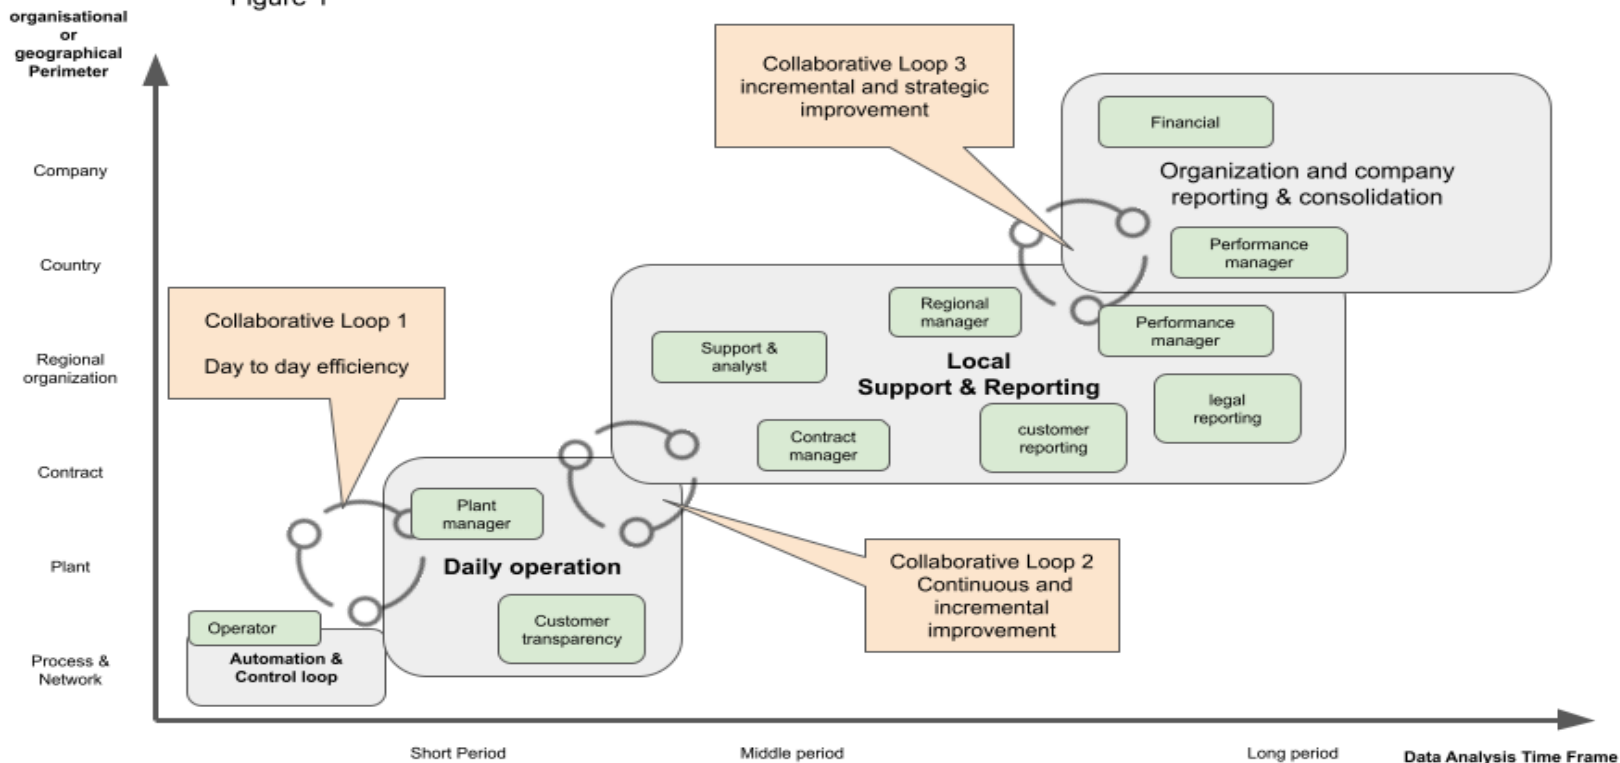 Figure 1
organisational
or
geographical
Perimeter
Company
Country
Regional
organization
Contract
Plant
Process &
Network
Collaborative Loop 3
incremental and strategic
improvement
Financial
Organization and company
reporting & consolidation
Performance
manager
Collaborative Loop 1
Day to day efficiency
Regional
manager
Performance
manager
Support &
analyst
Local
Support & Reporting
legal
reporting
customer
reporting
Contract
manager
Plant
manager
Daily operation
Customer
transparency
Collaborative Loop 2
Continuous and
incremental
improvement
Operator
Automation &
Control loop
Short Period
Middle period
Long period
Data Analysis Time Frame